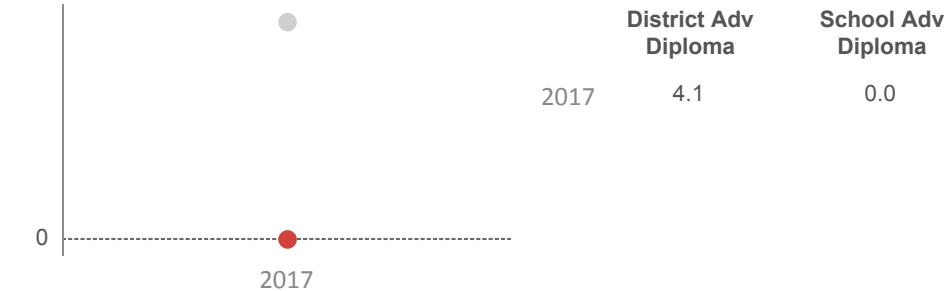 0
2017
District Adv
Diploma
School Adv
Diploma
2017
4.1
0.0